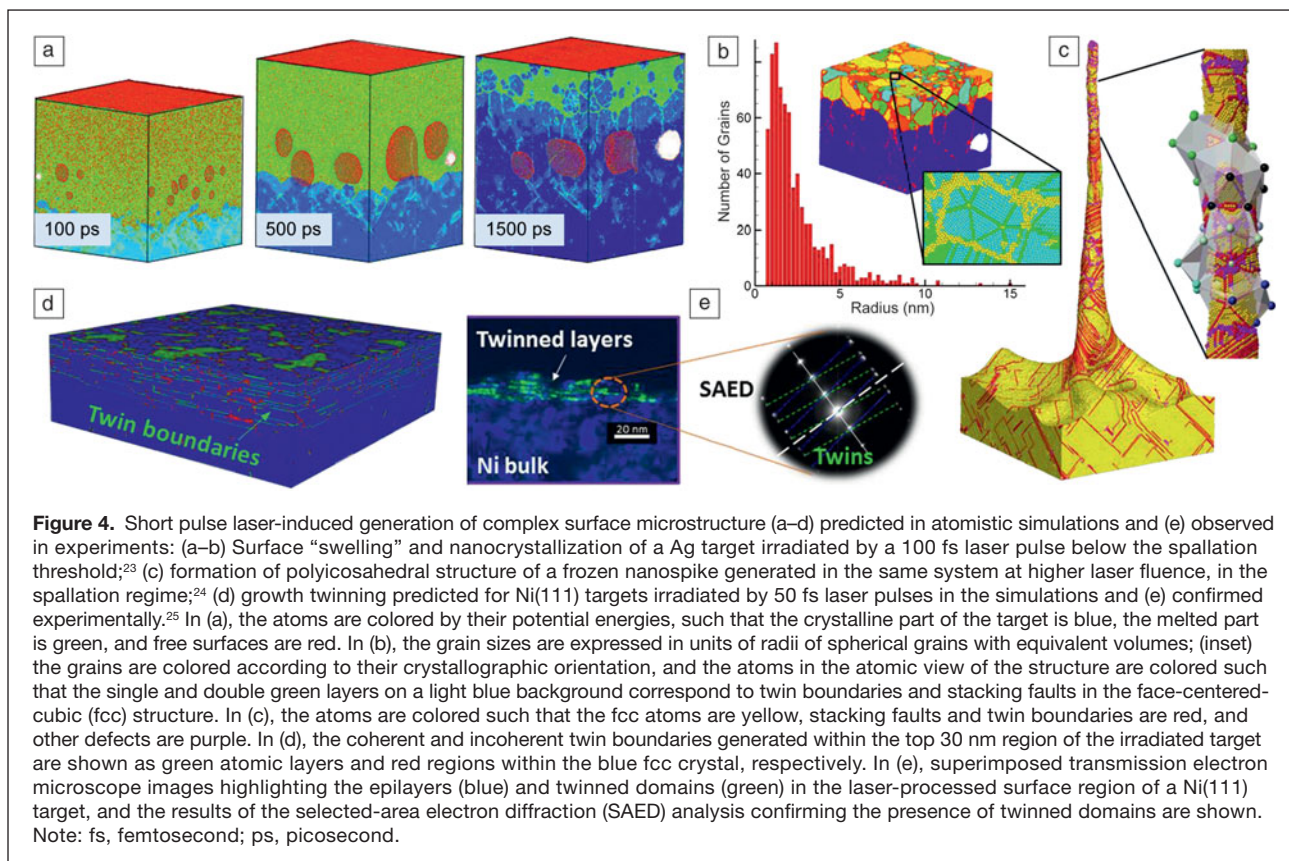 a
100 ps
500 ps
1500 ps
b
Number of Grains
60
40
20
0
0
5
10
15
Radius (nm)
c
d
Twin boundaries
Twinned layers
20 nm
Ni bulk
e
SAED
Twins
Figure 4. Short pulse laser-induced generation of complex surface microstructure (a–d) predicted in atomistic simulations and (e) observed
in experiments: (a–b) Surface “swelling” and nanocrystallization of a Ag target irradiated by a 100 fs laser pulse below the spallation
threshold;23 (c) formation of polyicosahedral structure of a frozen nanospike generated in the same system at higher laser fluence, in the
spallation regime;24 (d) growth twinning predicted for Ni(111) targets irradiated by 50 fs laser pulses in the simulations and (e) confirmed
experimentally.25 In (a), the atoms are colored by their potential energies, such that the crystalline part of the target is blue, the melted part
is green, and free surfaces are red. In (b), the grain sizes are expressed in units of radii of spherical grains with equivalent volumes; (inset)
the grains are colored according to their crystallographic orientation, and the atoms in the atomic view of the structure are colored such
that the single and double green layers on a light blue background correspond to twin boundaries and stacking faults in the face-centered-
cubic (fcc) structure. In (c), the atoms are colored such that the fcc atoms are yellow, stacking faults and twin boundaries are red, and
other defects are purple. In (d), the coherent and incoherent twin boundaries generated within the top 30 nm region of the irradiated target
are shown as green atomic layers and red regions within the blue fcc crystal, respectively. In (e), superimposed transmission electron
microscope images highlighting the epilayers (blue) and twinned domains (green) in the laser-processed surface region of a Ni(111)
target, and the results of the selected-area electron diffraction (SAED) analysis confirming the presence of twinned domains are shown.
Note: fs, femtosecond; ps, picosecond.